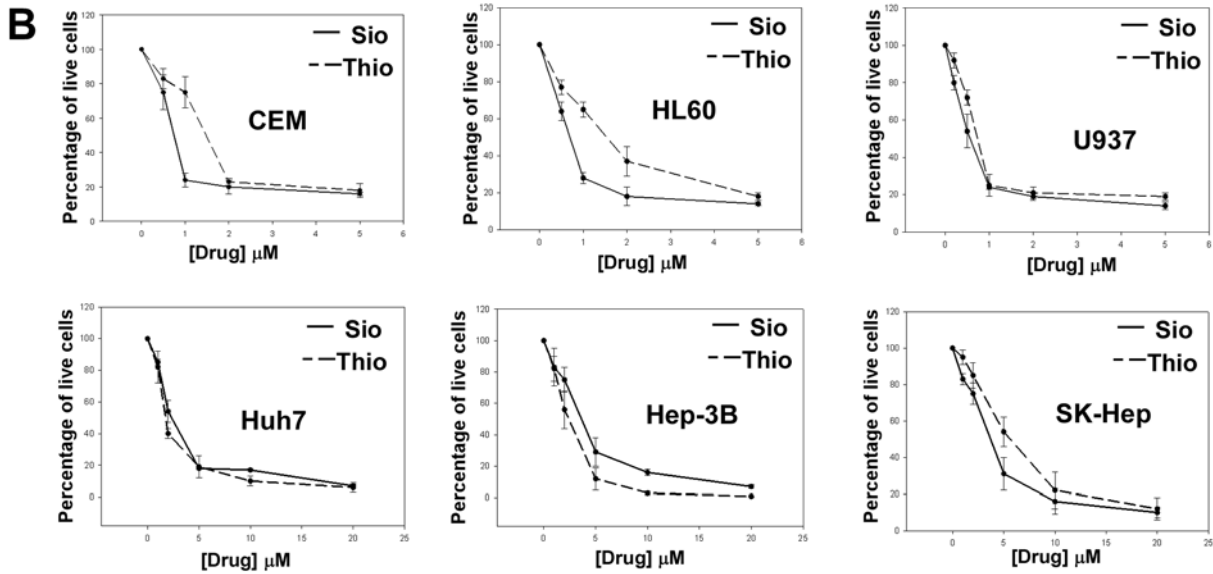 B
Sio
Thio
CEM
120
100
80
60
40
20
0
0 1 2 3 4 5 6
Percentage of live cells
[Drug] μM
Sio
Thio
HL60
120
100
80
60
40
20
0
0 1 2 3 4 5 6
Percentage of live cells
[Drug] μM
Sio
Thio
U937
120
100
80
60
40
20
0
0 1 2 3 4 5 6
Percentage of live cells
[Drug] μM
Sio
Thio
Huh7
120
100
80
60
40
20
0
0 5 10 15 20 25
Percentage of live cells
[Drug] μM
Sio
Thio
Hep-3B
120
100
80
60
40
20
0
0 5 10 15 20 25
Percentage of live cells
[Drug] μM
Sio
Thio
SK-Hep
120
100
80
60
40
20
0
0 5 10 15 20 25
Percentage of live cells
[Drug] μM